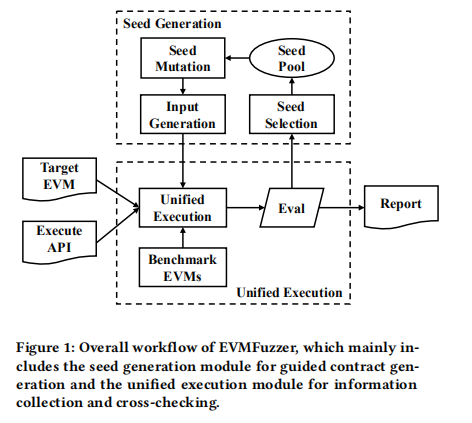 Seed Generation
Seed
Mutation
Seed
Pool
Input
Generation
Seed
Selection
Target
EVM
Execute
API
Unified
Execution
Eval
Report
Benchmark
EVMs
Unified Execution
Figure 1: Overall workflow of EVMFuzzer, which mainly in-
cludes the seed generation module for guided contract gen-
eration and the unified execution module for information
collection and cross-checking.